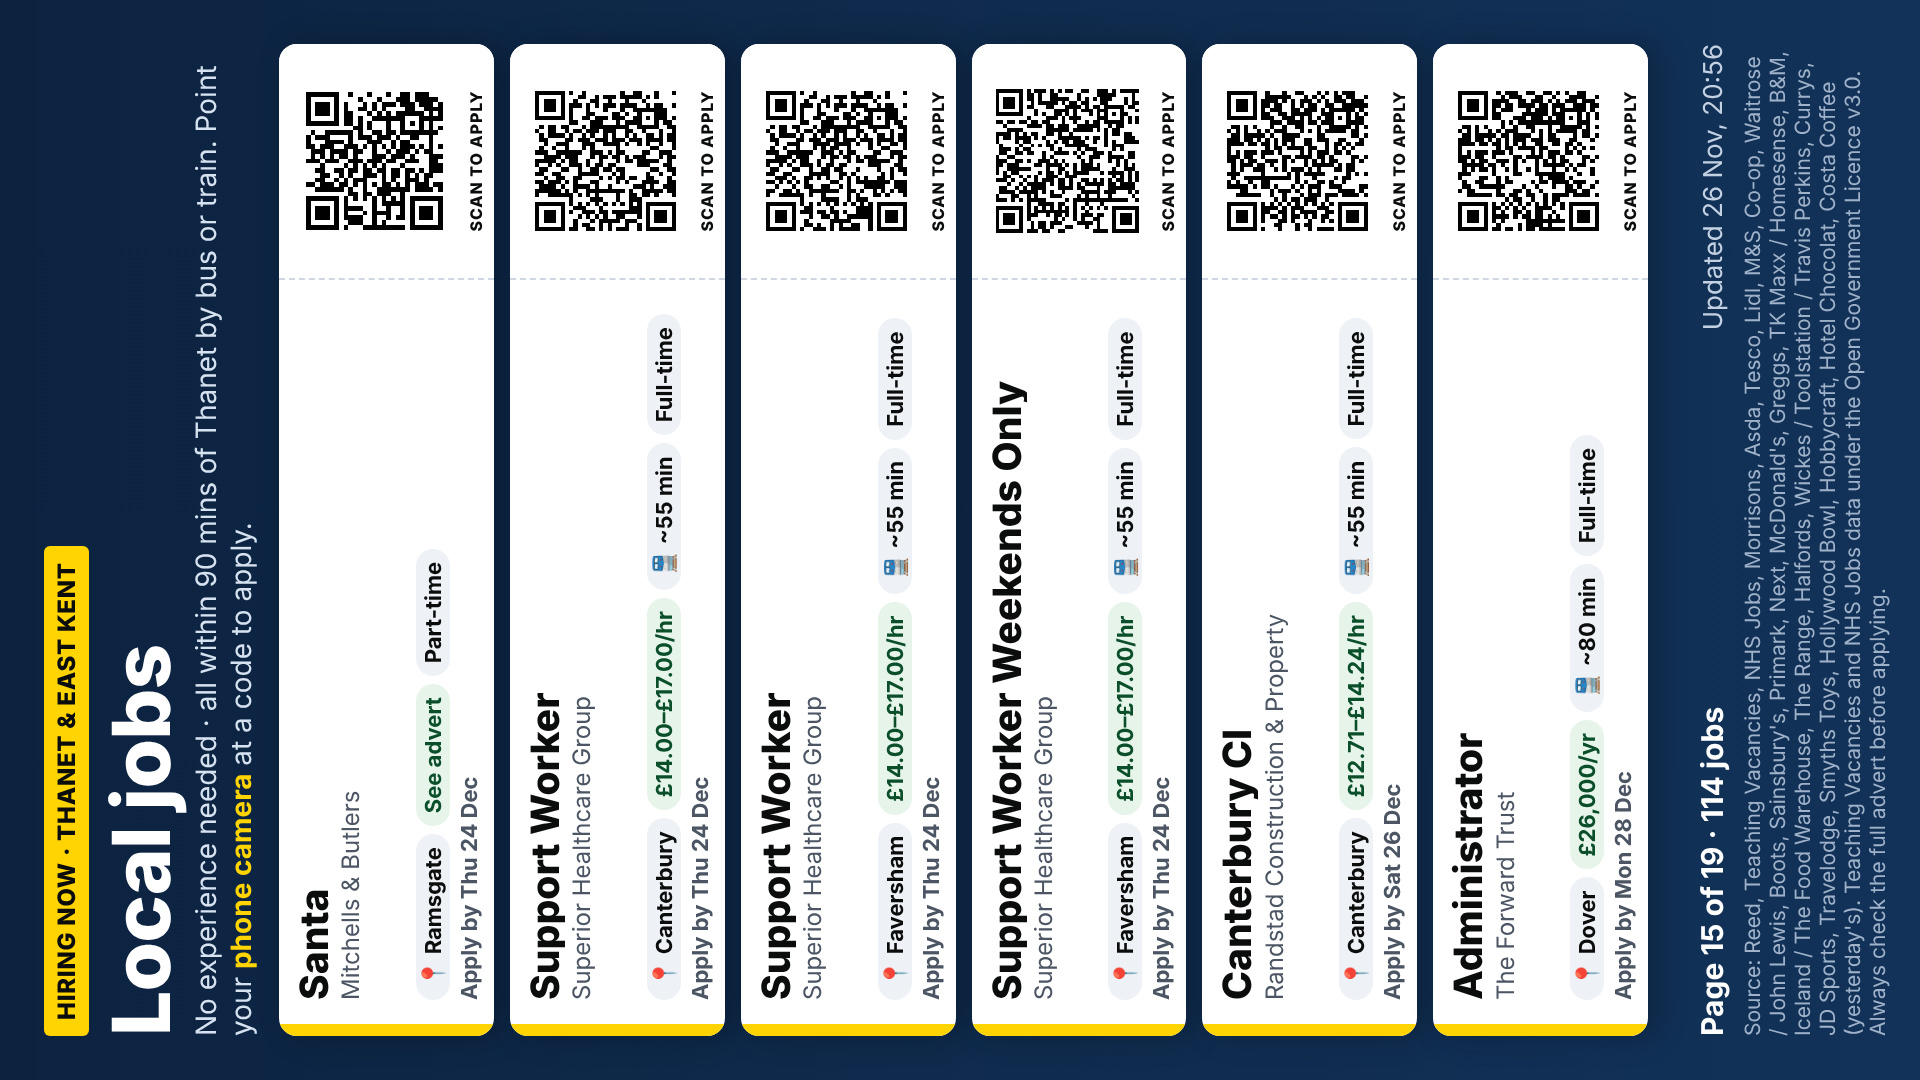 HIRING NOW · THANET & EAST KENT
Local jobs
No experience needed · all within 90 mins of Thanet by bus or train. Point
your phone camera at a code to apply.
Santa
Mitchells & Butlers
Ramsgate See advert Part-time
Apply by Thu 24 Dec
SCAN TO APPLY
Support Worker
Superior Healthcare Group
Canterbury £14.00–£17.00/hr ~55 min Full-time
Apply by Thu 24 Dec
SCAN TO APPLY
Support Worker
Superior Healthcare Group
Faversham £14.00–£17.00/hr ~55 min Full-time
Apply by Thu 24 Dec
SCAN TO APPLY
Support Worker Weekends Only
Superior Healthcare Group
Faversham £14.00–£17.00/hr ~55 min Full-time
Apply by Thu 24 Dec
SCAN TO APPLY
Canterbury CI
Randstad Construction & Property
Canterbury £12.71–£14.24/hr ~55 min Full-time
Apply by Sat 26 Dec
SCAN TO APPLY
Administrator
The Forward Trust
Dover £26,000/yr ~80 min Full-time
Apply by Mon 28 Dec
SCAN TO APPLY
Page 15 of 19 · 114 jobs Updated 26 Nov, 20:56
Source: Reed, Teaching Vacancies, NHS Jobs, Morrisons, Asda, Tesco, Lidl, M&S, Co-op, Waitrose
/ John Lewis, Boots, Sainsbury's, Primark, Next, McDonald's, Greggs, TK Maxx / Homesense, B&M,
Iceland / The Food Warehouse, The Range, Halfords, Wickes / Toolstation / Travis Perkins, Currys,
JD Sports, Travelodge, Smyths Toys, Hollywood Bowl, Hobbycraft, Hotel Chocolat, Costa Coffee
(yesterday's). Teaching Vacancies and NHS Jobs data under the Open Government Licence v3.0.
Always check the full advert before applying.